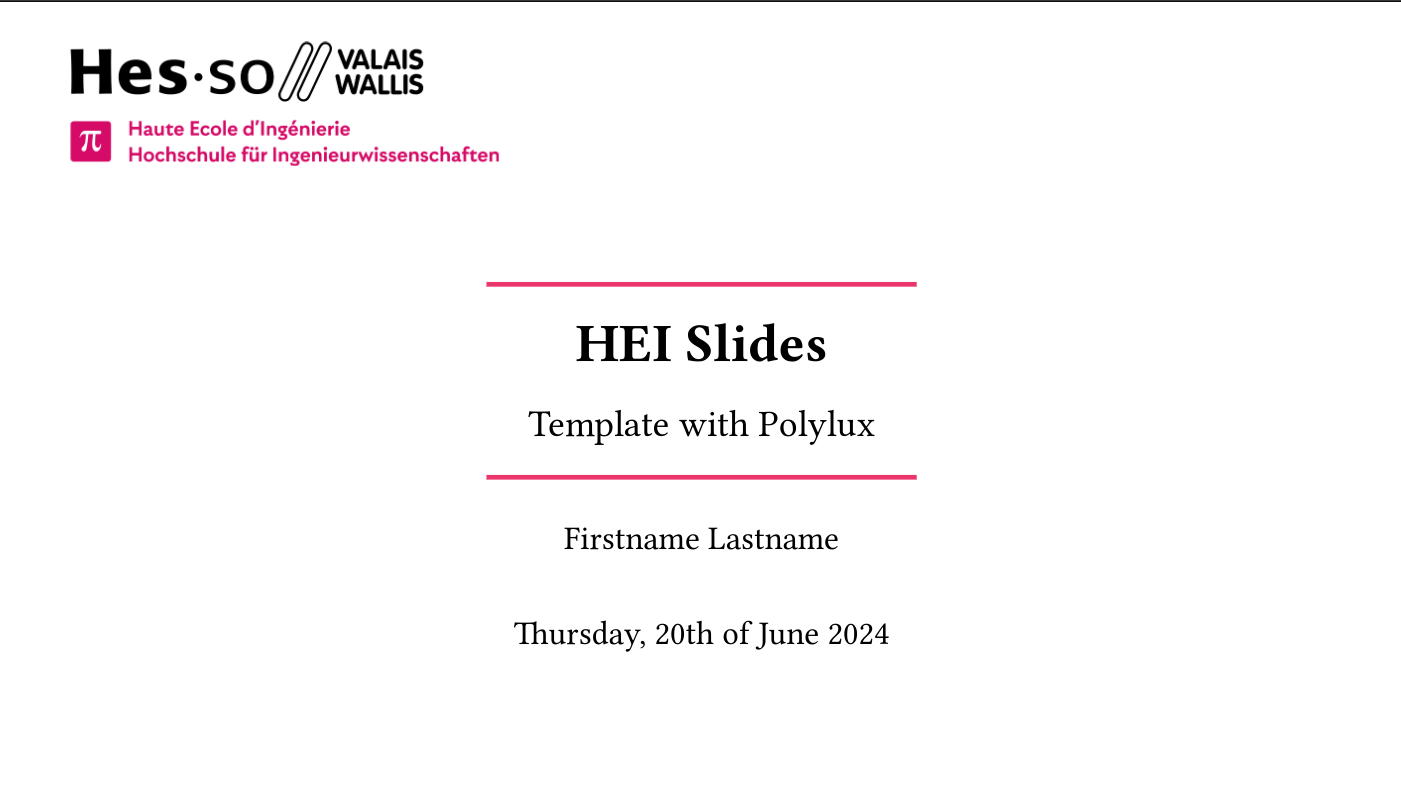 Hes·so VALAIS
WALLIS
π Haute Ecole d'Ingénierie
Hochschule für Ingenieurwissenschaften
HEI Slides
Template with Polylux
Firstname Lastname
Thursday, 20th of June 2024